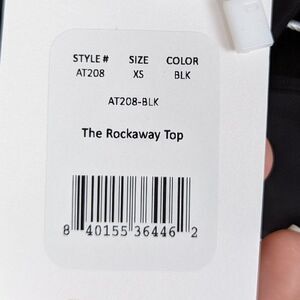 STYLE # SIZE COLOR
AT208 XS BLK
AT208-BLK
The Rockaway Top
8 40155 36446 2